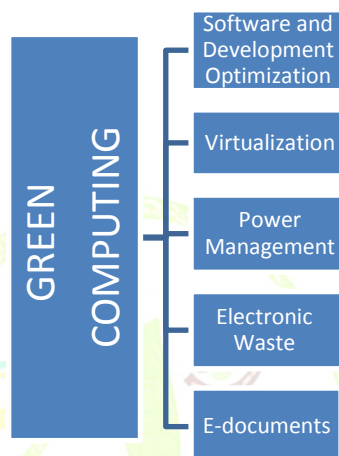 GREEN
COMPUTING
Software and
Development
Optimization
Virtualization
Power
Management
Electronic
Waste
E-documents